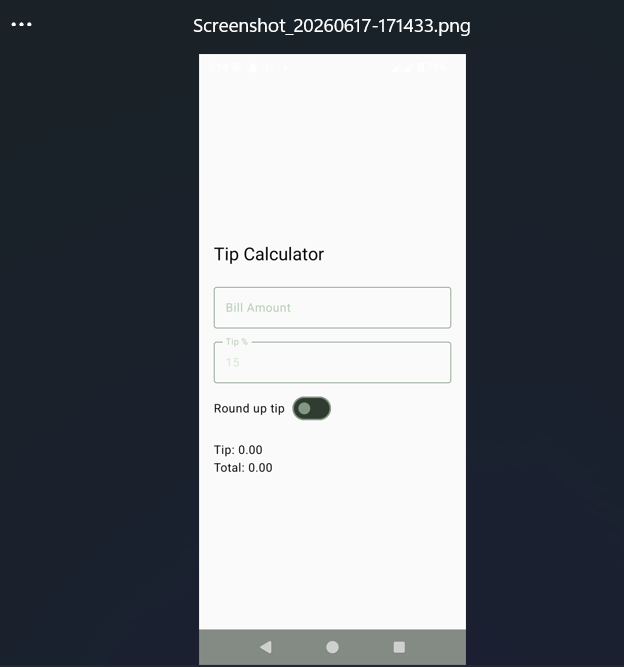 Screenshot_20260617-171433.png
Tip Calculator
Bill Amount
Tip %
15
Round up tip
Tip: 0.00
Total: 0.00